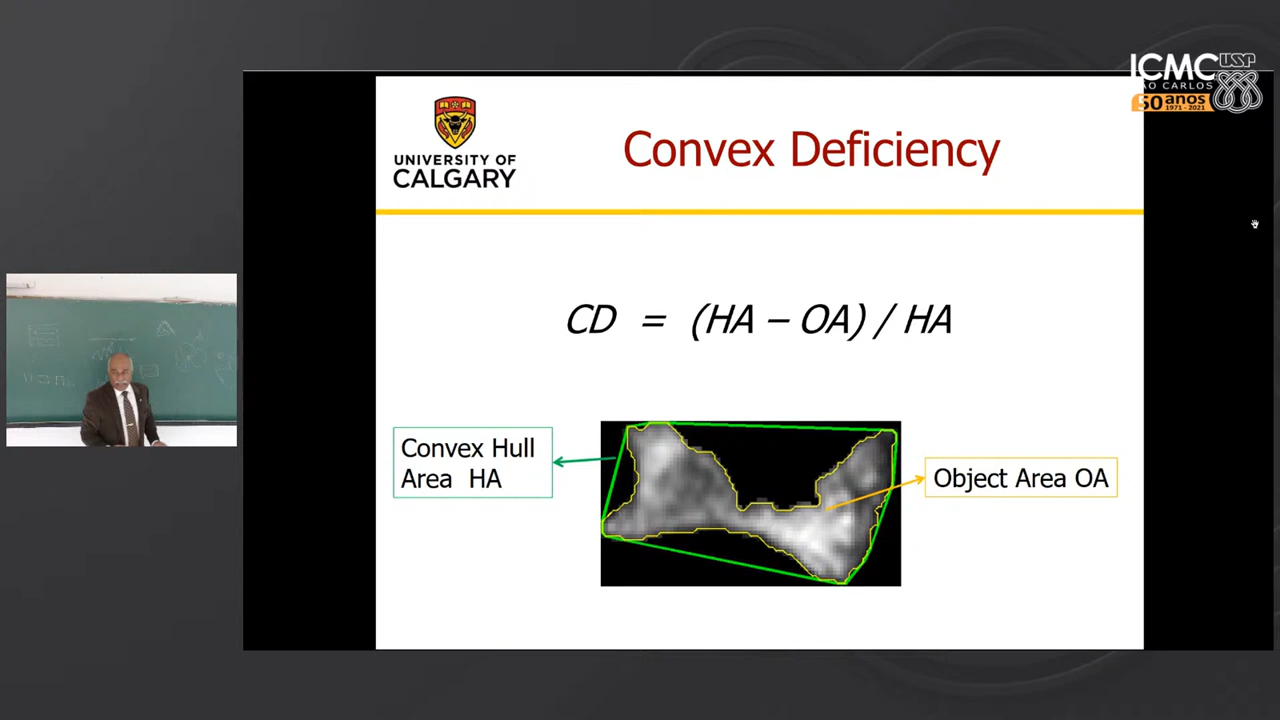 ICMC USP
SÃO CARLOS
50 anos
1971 - 2021
UNIVERSITY OF
CALGARY
Convex Deficiency
CD = (HA – OA) / HA
Convex Hull
Area HA
Object Area OA